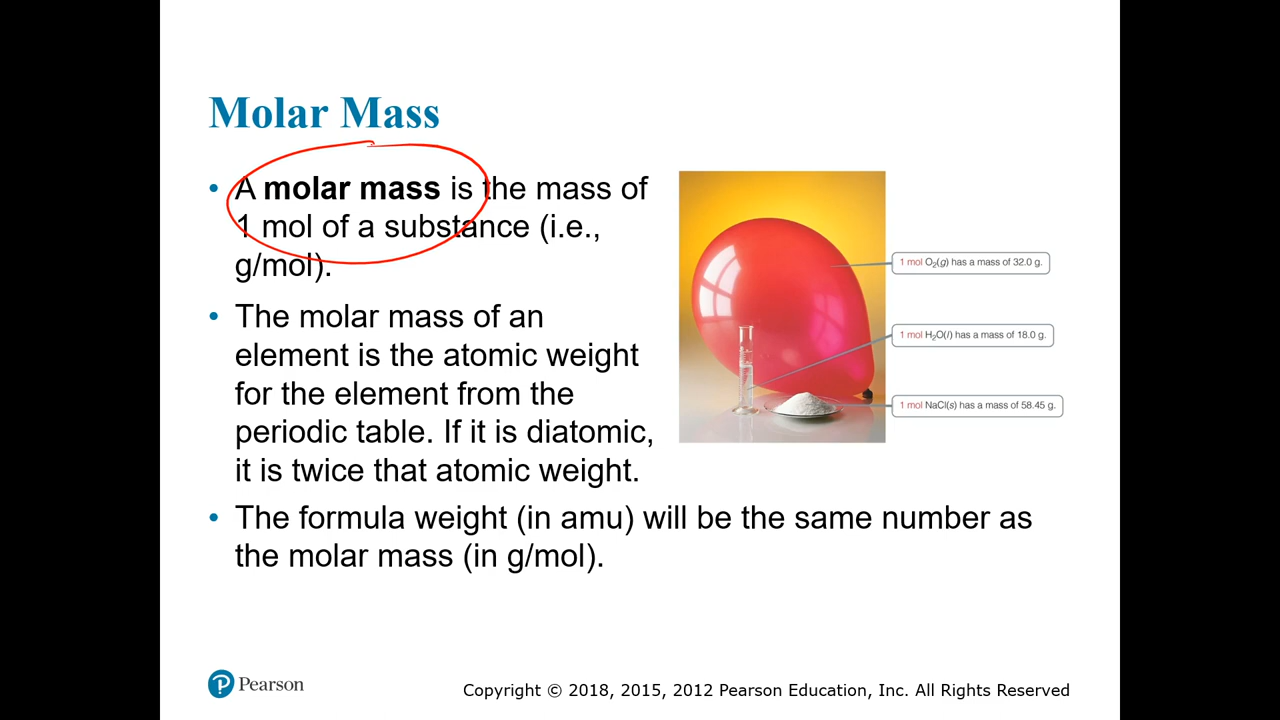 Molar Mass
• A molar mass is the mass of
1 mol of a substance (i.e.,
g/mol).
• The molar mass of an
element is the atomic weight
for the element from the
periodic table. If it is diatomic,
it is twice that atomic weight.
• The formula weight (in amu) will be the same number as
the molar mass (in g/mol).
1 mol O₂(g) has a mass of 32.0 g.
1 mol H₂O(l) has a mass of 18.0 g.
1 mol NaCl(s) has a mass of 58.45 g.
Pearson
Copyright © 2018, 2015, 2012 Pearson Education, Inc. All Rights Reserved